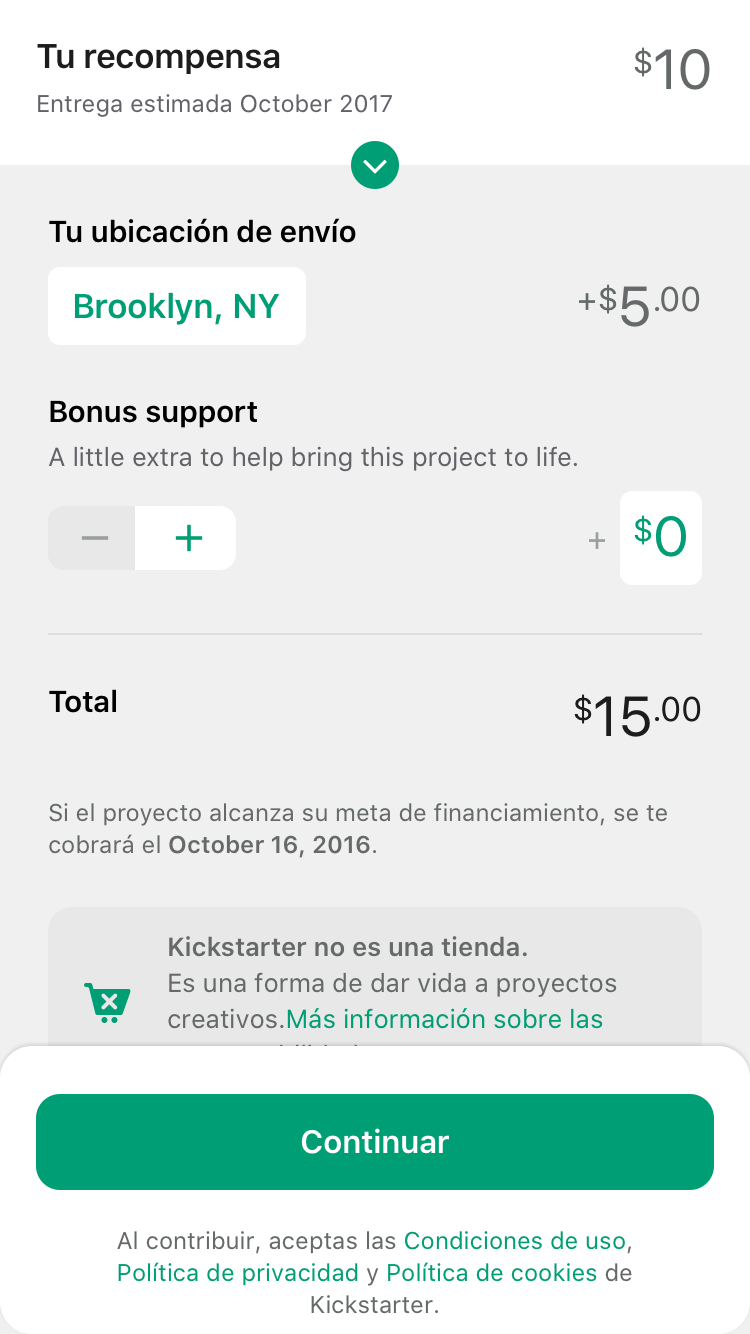 Tu recompensa
$10
Entrega estimada October 2017
Tu ubicación de envío
Brooklyn, NY
+$5.00
Bonus support
A little extra to help bring this project to life.
− +
+ $0
Total
$15.00
Si el proyecto alcanza su meta de financiamiento, se te
cobrará el October 16, 2016.
Kickstarter no es una tienda.
Es una forma de dar vida a proyectos
creativos.Más información sobre las
Continuar
Al contribuir, aceptas las Condiciones de uso,
Política de privacidad y Política de cookies de
Kickstarter.